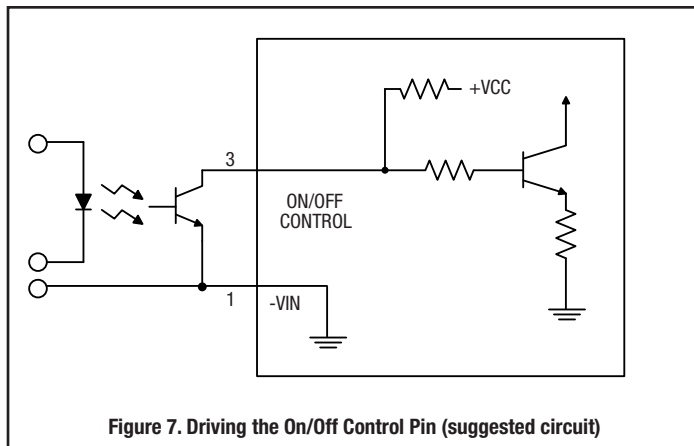 +VCC
3
ON/OFF
CONTROL
1
-VIN
Figure 7. Driving the On/Off Control Pin (suggested circuit)